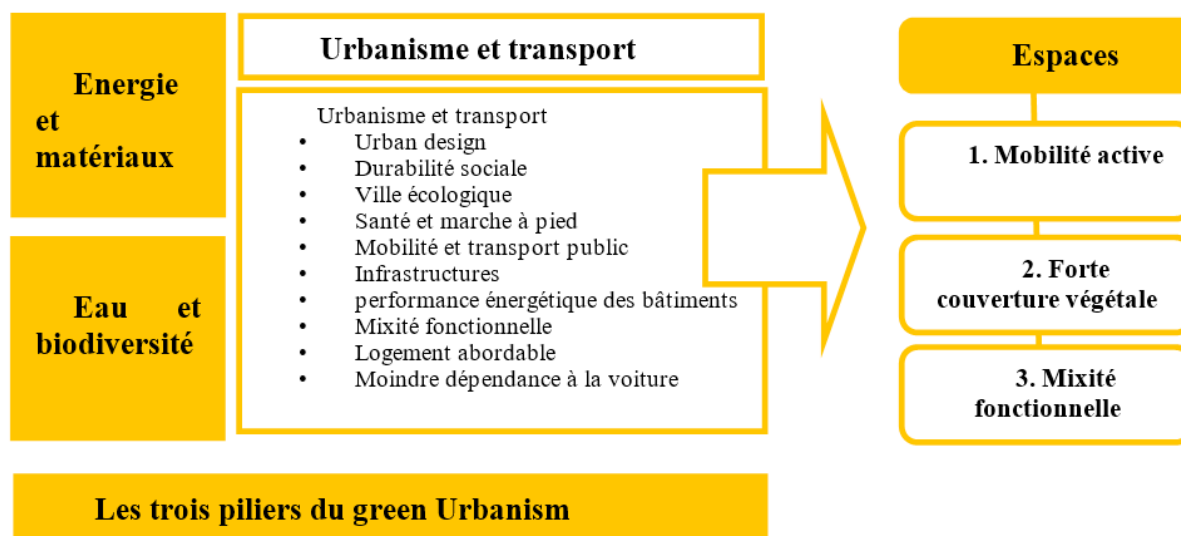 Energie
et
matériaux
Eau et
biodiversité
Urbanisme et transport
Urbanisme et transport
• Urban design
• Durabilité sociale
• Ville écologique
• Santé et marche à pied
• Mobilité et transport public
• Infrastructures
• performance énergétique des bâtiments
• Mixité fonctionnelle
• Logement abordable
• Moindre dépendance à la voiture
Espaces
1. Mobilité active
2. Forte
couverture végétale
3. Mixité
fonctionnelle
Les trois piliers du green Urbanism